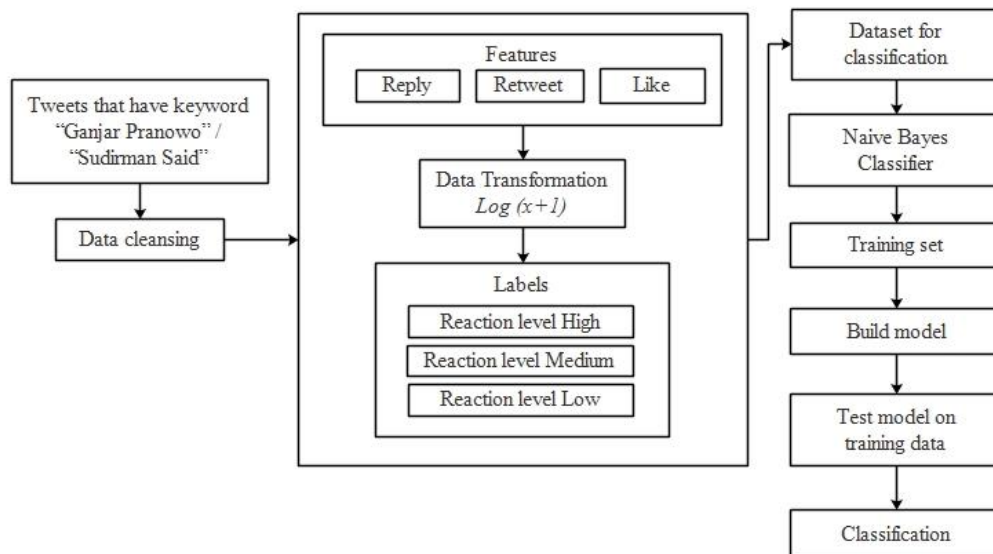 Tweets that have keyword
“Ganjar Pranowo” /
“Sudirman Said”
Data cleansing
Features
Reply
Retweet
Like
Data Transformation
Log (x+1)
Labels
Reaction level High
Reaction level Medium
Reaction level Low
Dataset for
classification
Naive Bayes
Classifier
Training set
Build model
Test model on
training data
Classification